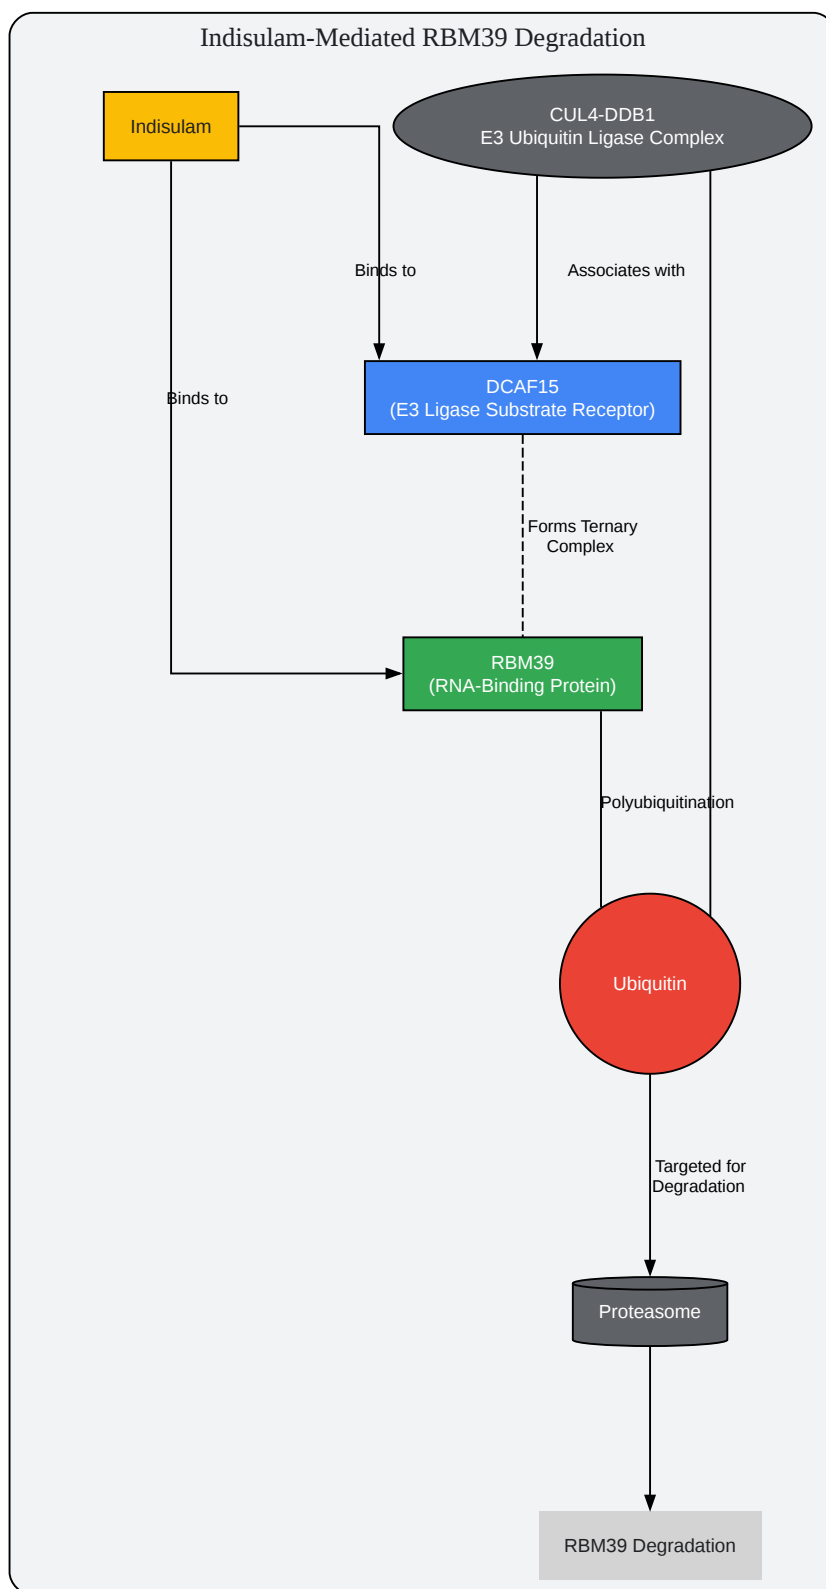 Indisulam-Mediated RBM39 Degradation
Indisulam
CUL4-DDB1
E3 Ubiquitin Ligase Complex
Binds to
Associates with
DCAF15
(E3 Ligase Substrate Receptor)
Binds to
Forms Ternary
Complex
RBM39
(RNA-Binding Protein)
Polyubiquitination
Ubiquitin
Targeted for
Degradation
Proteasome
RBM39 Degradation